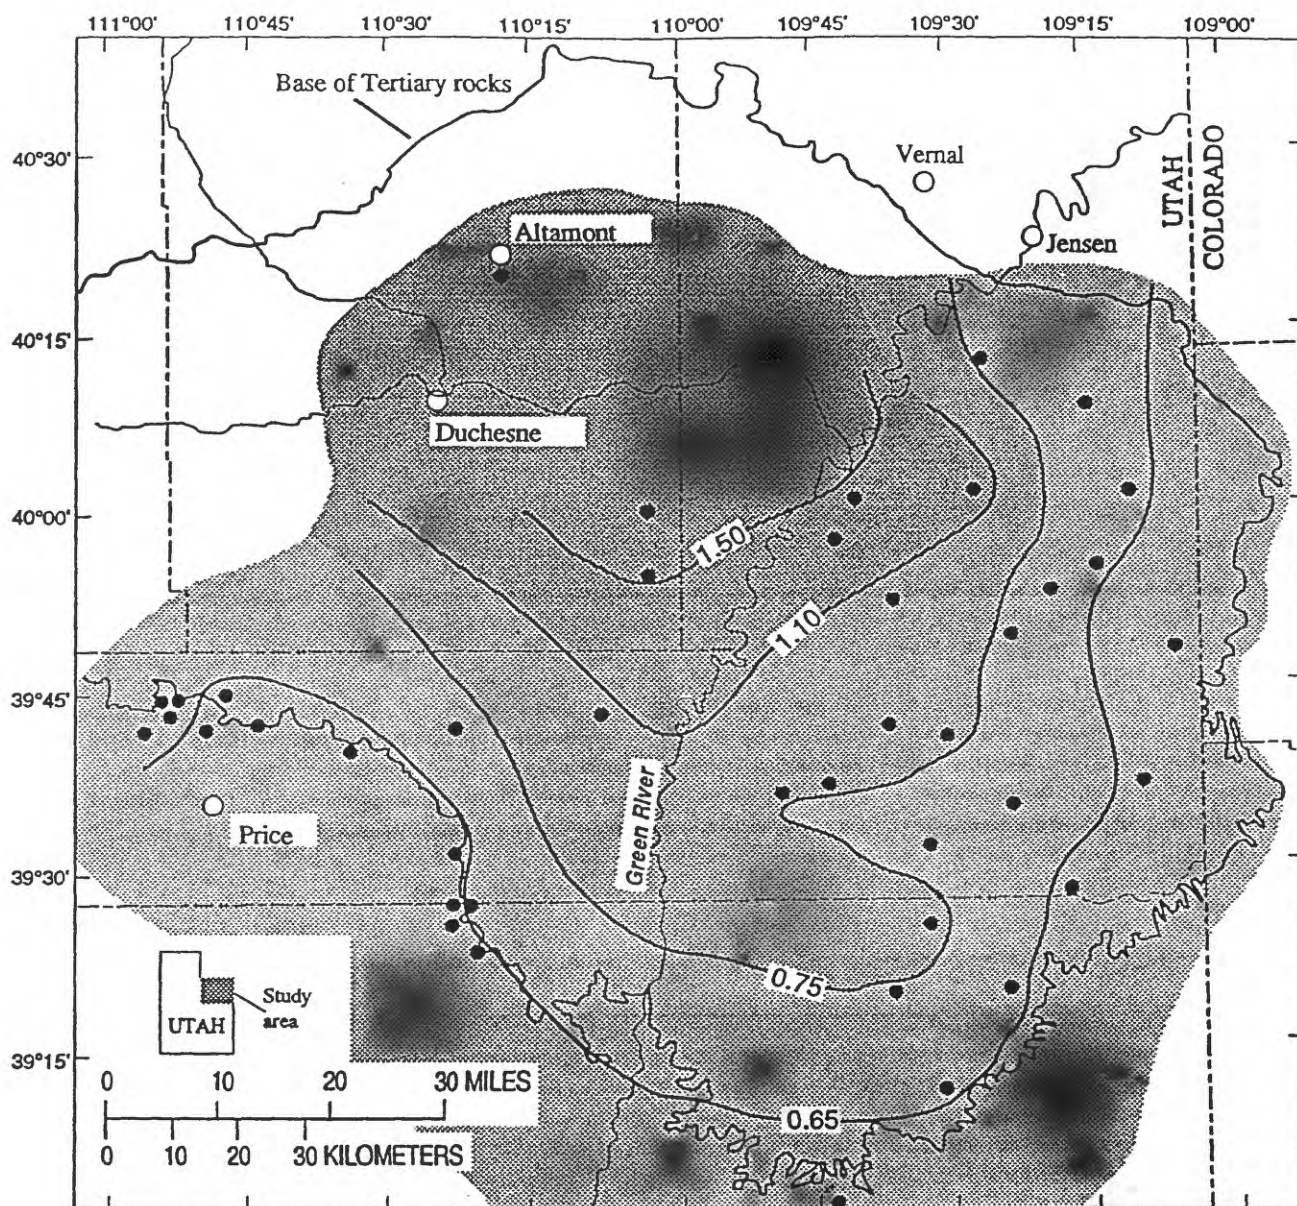 111°00' 110°45' 110°30' 110°15' 110°00' 109°45' 109°30' 109°15' 109°00'
Base of Tertiary rocks
40°30'
Vernal
UTAH
COLORADO
Altamont
Jensen
40°15'
Duchesne
40°00'
1.50
1.10
39°45'
Green River
Price
39°30'
0.75
Study
area
UTAH
39°15'
0 10 20 30 MILES
0.65
0 10 20 30 KILOMETERS